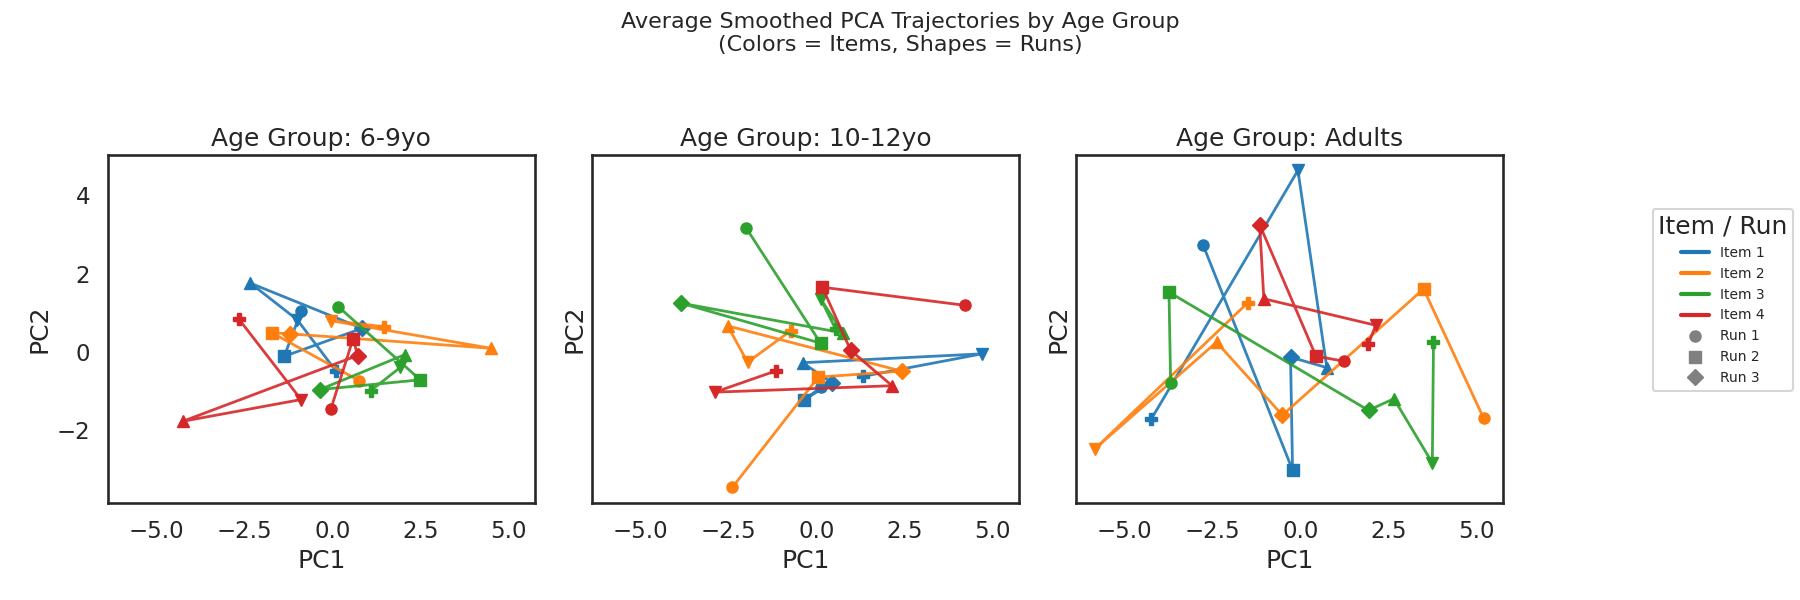 Average Smoothed PCA Trajectories by Age Group
(Colors = Items, Shapes = Runs)
Age Group: 6-9yo
Age Group: 10-12yo
Age Group: Adults
4
2
0
−2
PC2
PC2
PC2
−5.0
−2.5
0.0
2.5
5.0
−5.0
−2.5
0.0
2.5
5.0
−5.0
−2.5
0.0
2.5
5.0
PC1
PC1
PC1
Item / Run
Item 1
Item 2
Item 3
Item 4
Run 1
Run 2
Run 3